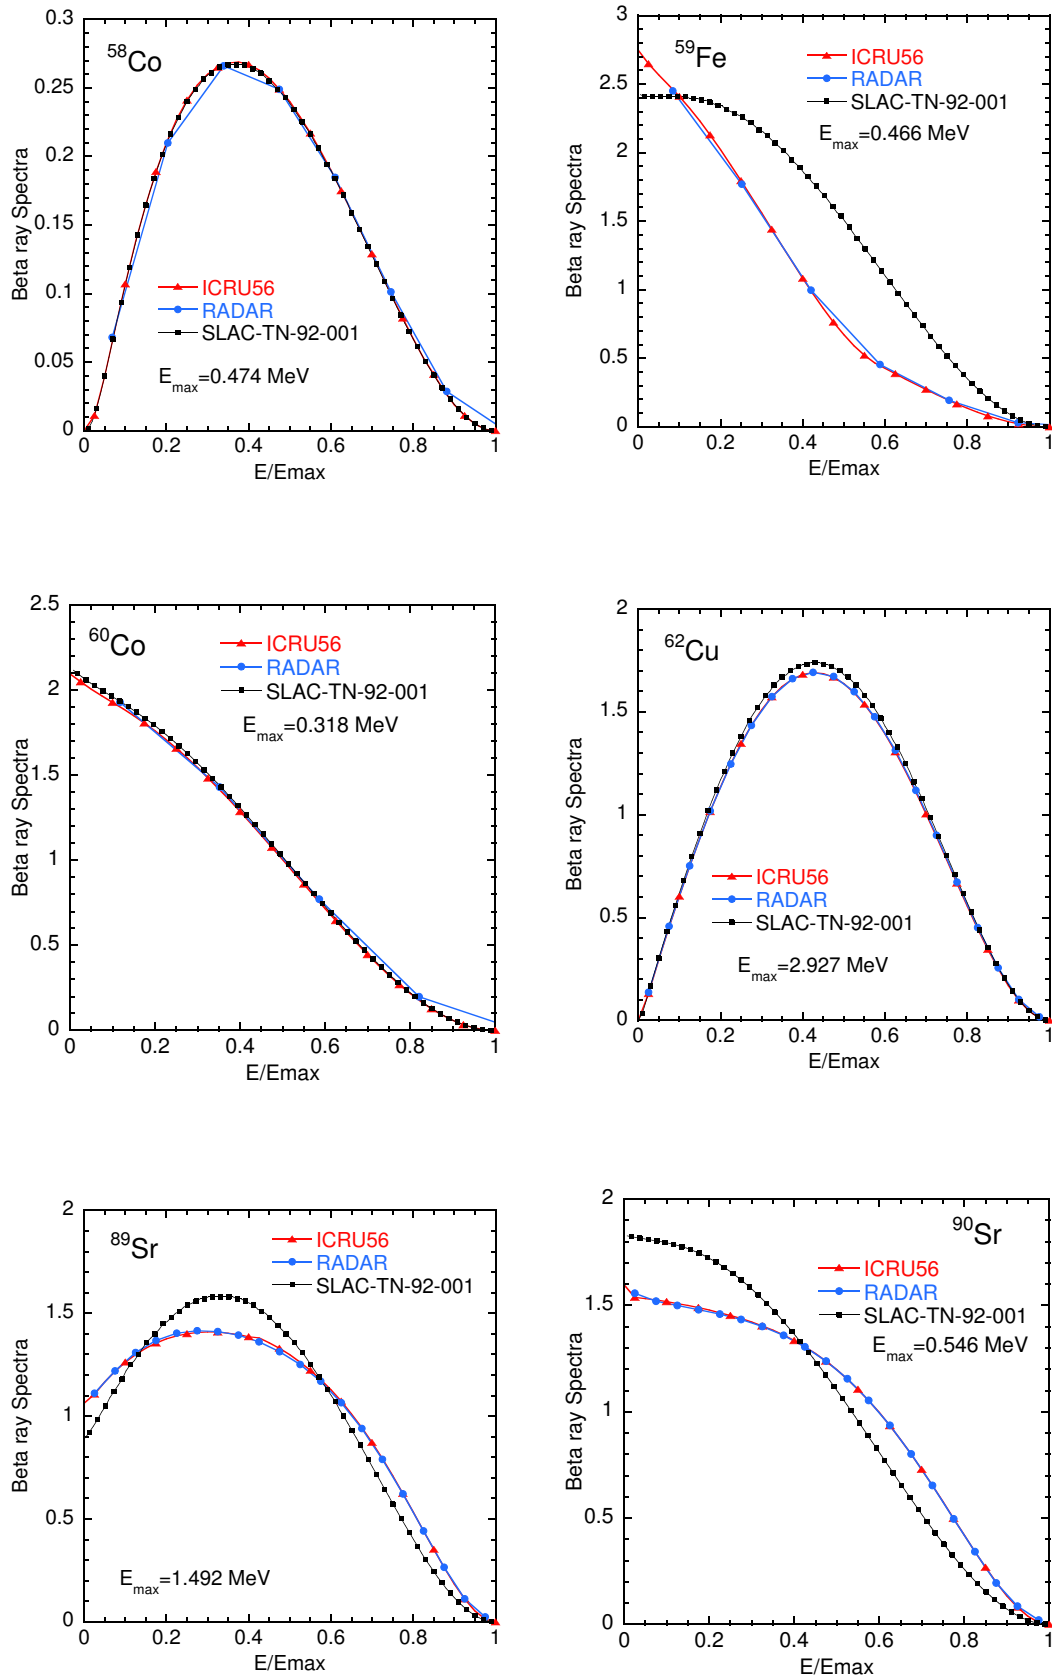 58Co
ICRU56
RADAR
SLAC-TN-92-001
Emax=0.474 MeV
Beta ray Spectra
0.3
0.25
0.2
0.15
0.1
0.05
0
0 0.2 0.4 0.6 0.8 1
E/Emax
59Fe
ICRU56
RADAR
SLAC-TN-92-001
Emax=0.466 MeV
Beta ray Spectra
3
2.5
2
1.5
1
0.5
0
0 0.2 0.4 0.6 0.8 1
E/Emax
60Co
ICRU56
RADAR
SLAC-TN-92-001
Emax=0.318 MeV
Beta ray Spectra
2.5
2
1.5
1
0.5
0
0 0.2 0.4 0.6 0.8 1
E/Emax
62Cu
ICRU56
RADAR
SLAC-TN-92-001
Emax=2.927 MeV
Beta ray Spectra
2
1.5
1
0.5
0
0 0.2 0.4 0.6 0.8 1
E/Emax
89Sr
ICRU56
RADAR
SLAC-TN-92-001
Emax=1.492 MeV
Beta ray Spectra
2
1.5
1
0.5
0
0 0.2 0.4 0.6 0.8 1
E/Emax
90Sr
ICRU56
RADAR
SLAC-TN-92-001
Emax=0.546 MeV
Beta ray Spectra
2
1.5
1
0.5
0
0 0.2 0.4 0.6 0.8 1
E/Emax